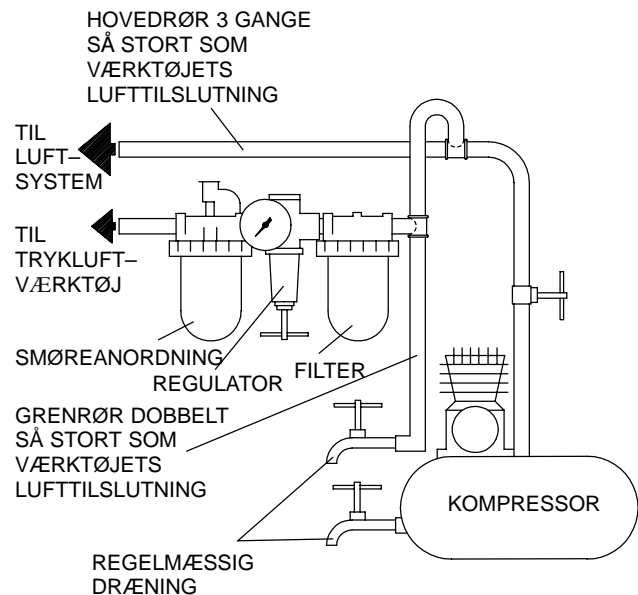 HOVEDRØR 3 GANGE
SÅ STORT SOM
VÆRKTØJETS
LUFTTILSLUTNING
TIL
LUFT–
SYSTEM
TIL
TRYKLUFT–
VÆRKTØJ
SMØREANORDNING
REGULATOR
FILTER
GRENRØR DOBBELT
SÅ STORT SOM
VÆRKTØJETS
LUFTTILSLUTNING
KOMPRESSOR
REGELMÆSSIG
DRÆNING